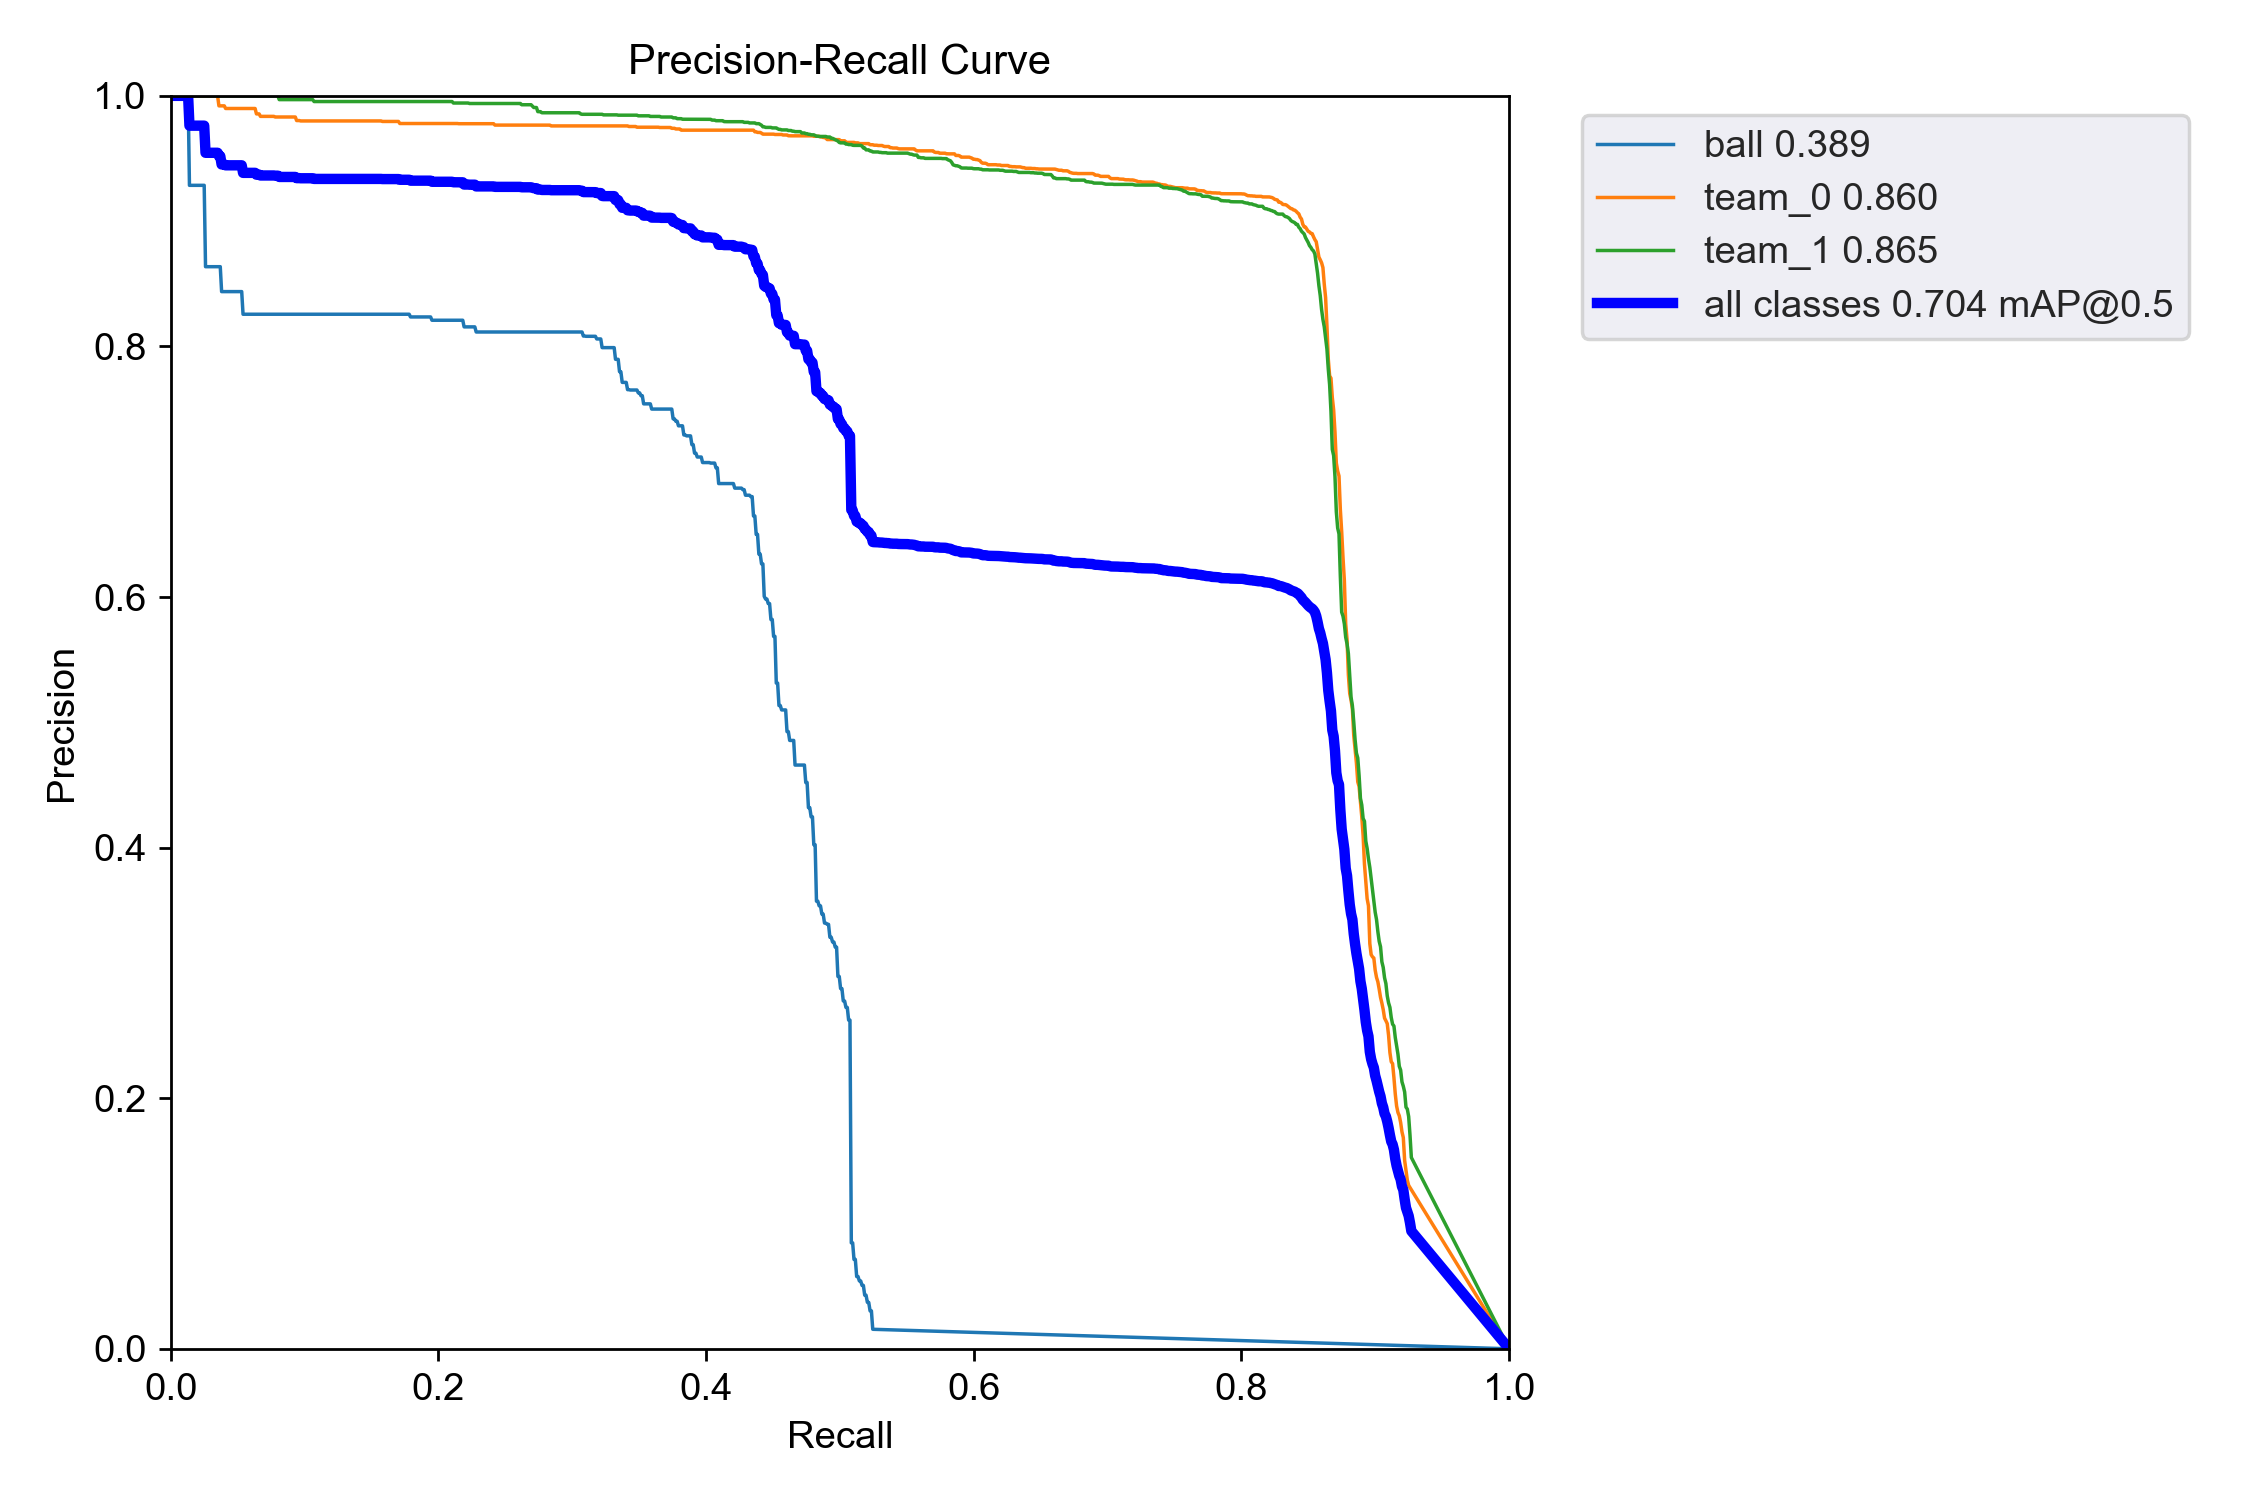 Precision-Recall Curve
1.0
0.8
0.6
0.4
0.2
0.0
Precision
0.0 0.2 0.4 0.6 0.8 1.0
Recall
ball 0.389
team_0 0.860
team_1 0.865
all classes 0.704 mAP@0.5